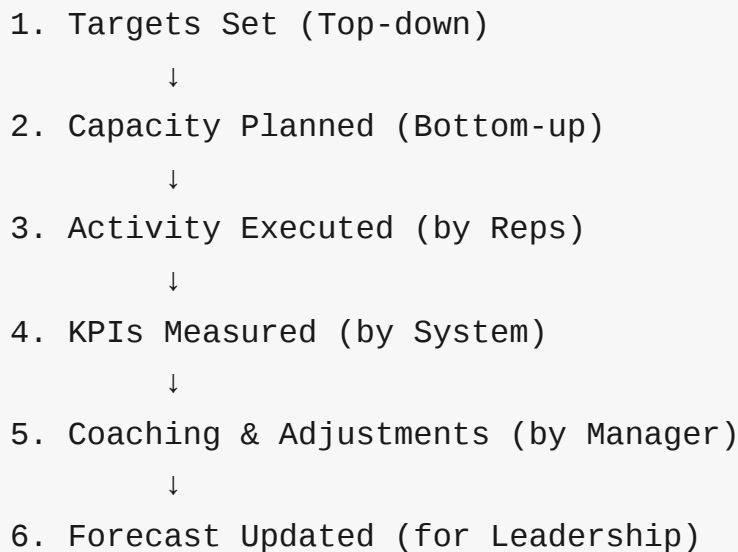 1. Targets Set (Top-down)
↓
2. Capacity Planned (Bottom-up)
↓
3. Activity Executed (by Reps)
↓
4. KPIs Measured (by System)
↓
5. Coaching & Adjustments (by Manager)
↓
6. Forecast Updated (for Leadership)